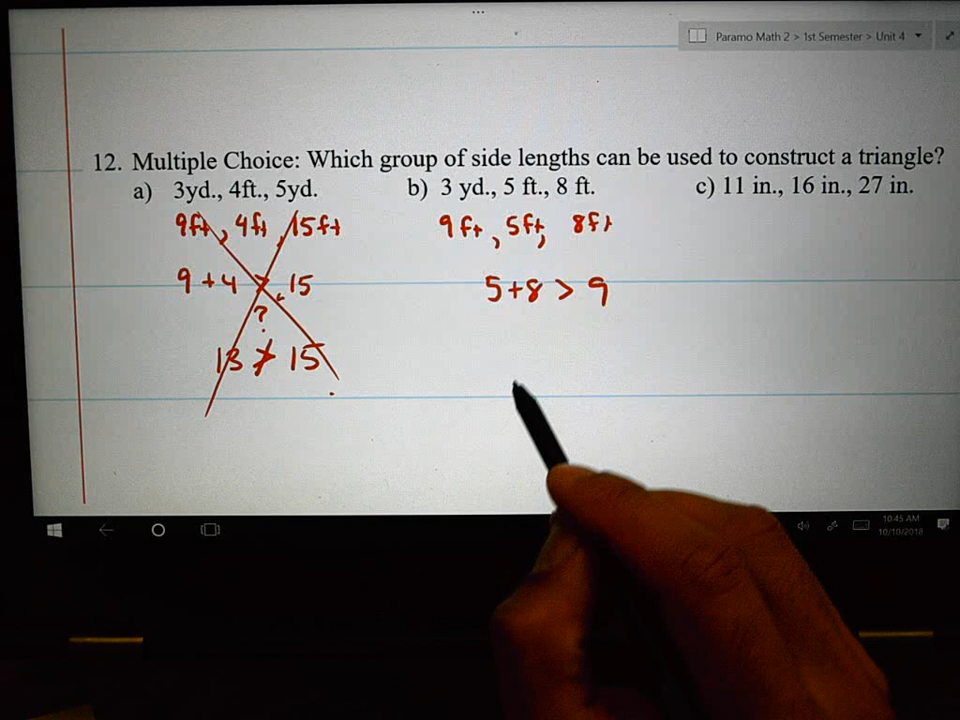 ...
Paramo Math 2 > 1st Semester > Unit 4
12. Multiple Choice: Which group of side lengths can be used to construct a triangle?
a) 3yd., 4ft., 5yd. b) 3 yd., 5 ft., 8 ft. c) 11 in., 16 in., 27 in.
9ft, 4ft, 15ft 9ft, 5ft, 8ft
9 + 4 > 15 5+8 > 9
?
13 ≯ 15
10:45 AM
10/10/2018